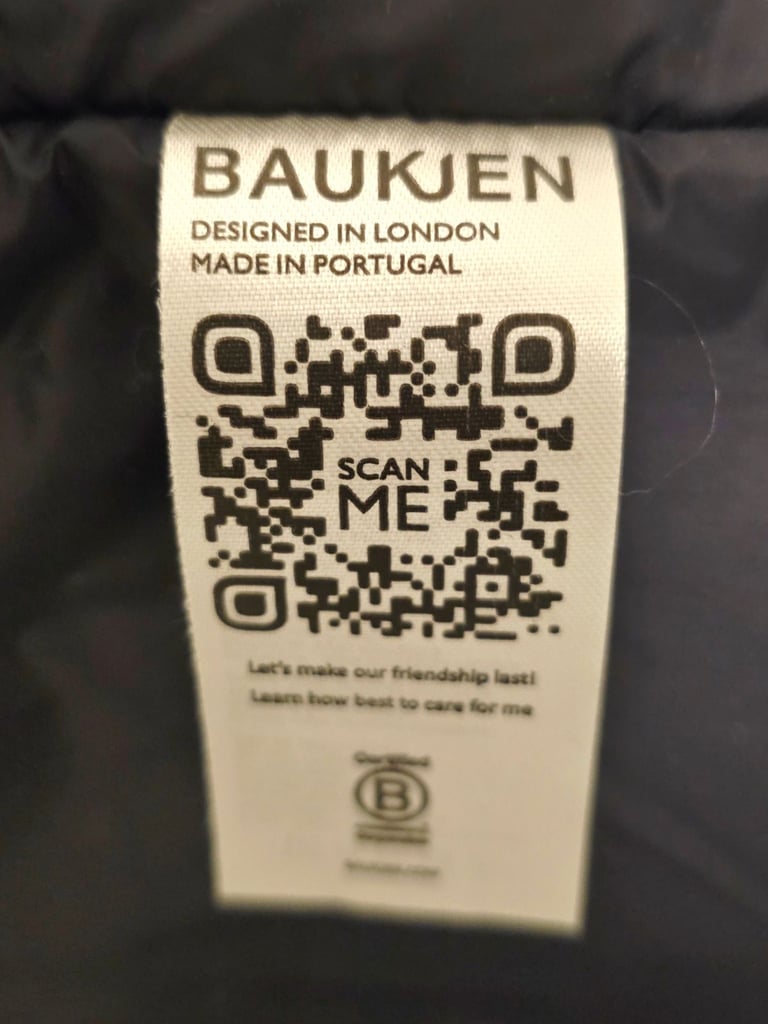 BAUKJEN
DESIGNED IN LONDON
MADE IN PORTUGAL
SCAN
ME
Let's make our friendship last!
Learn how best to care for me
Certified
B